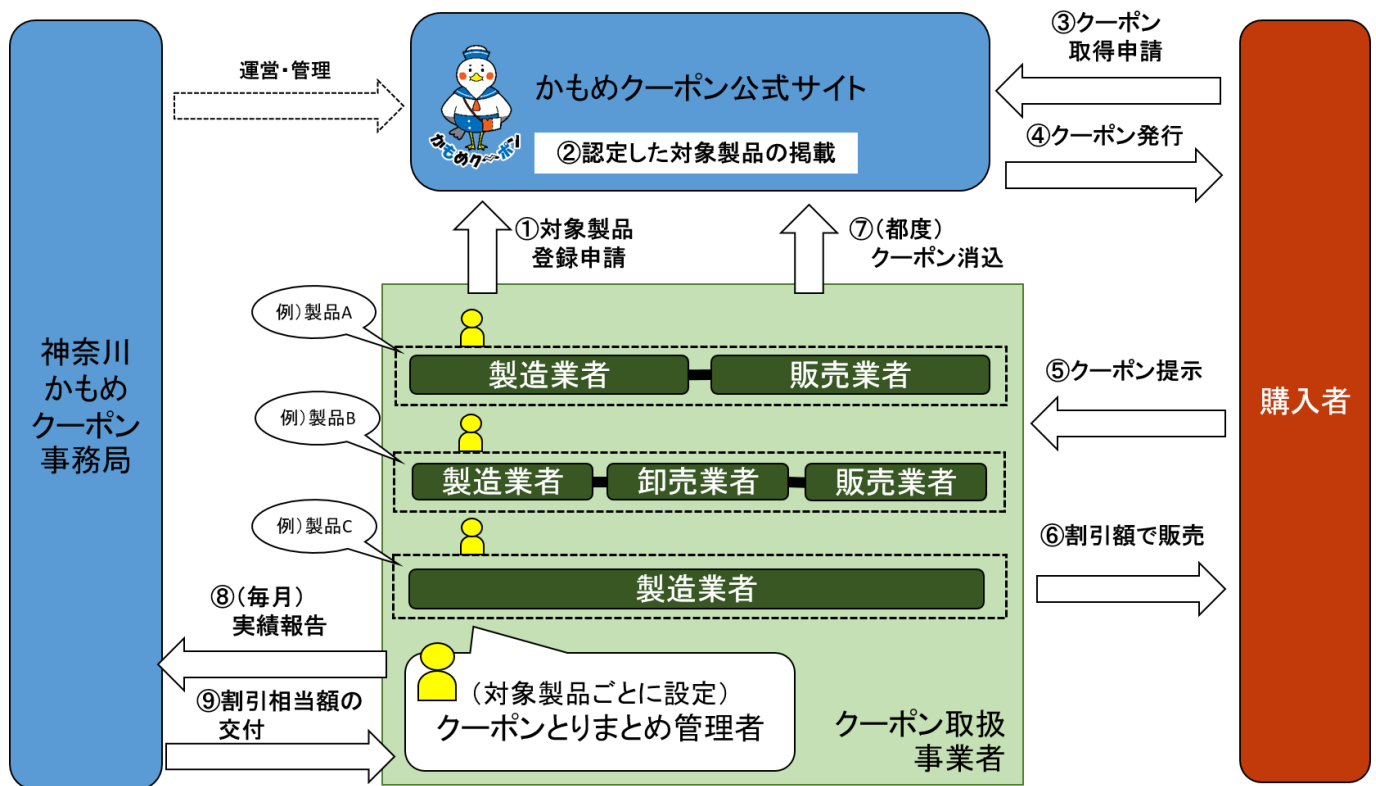 神奈川
かもめ
クーポン
事務局
運営・管理
かもめクーポン公式サイト
かもめクーポン
②認定した対象製品の掲載
③クーポン
取得申請
④クーポン発行
①対象製品
登録申請
⑦(都度)
クーポン消込
例)製品A
製造業者
販売業者
例)製品B
製造業者
卸売業者
販売業者
例)製品C
製造業者
⑤クーポン提示
⑥割引額で販売
購入者
⑧(毎月)
実績報告
⑨割引相当額の
交付
(対象製品ごとに設定)
クーポンとりまとめ管理者
クーポン取扱
事業者